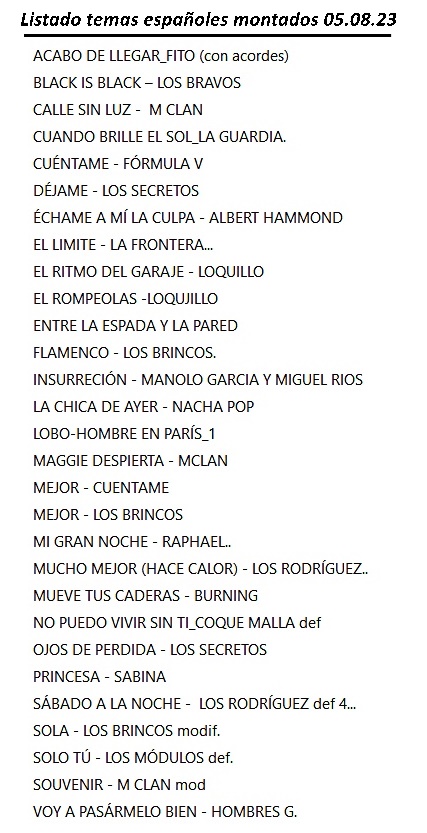 Listado temas españoles montados 05.08.23
ACABO DE LLEGAR_FITO (con acordes)
BLACK IS BLACK – LOS BRAVOS
CALLE SIN LUZ -  M CLAN
CUANDO BRILLE EL SOL_LA GUARDIA.
CUÉNTAME - FÓRMULA V
DÉJAME - LOS SECRETOS
ÉCHAME A MÍ LA CULPA - ALBERT HAMMOND
EL LIMITE - LA FRONTERA...
EL RITMO DEL GARAJE - LOQUILLO
EL ROMPEOLAS -LOQUJILLO
ENTRE LA ESPADA Y LA PARED
FLAMENCO - LOS BRINCOS.
INSURRECIÓN - MANOLO GARCIA Y MIGUEL RIOS
LA CHICA DE AYER - NACHA POP
LOBO-HOMBRE EN PARÍS_1
MAGGIE DESPIERTA - MCLAN
MEJOR - CUENTAME
MEJOR - LOS BRINCOS
MI GRAN NOCHE - RAPHAEL..
MUCHO MEJOR (HACE CALOR) - LOS RODRÍGUEZ..
MUEVE TUS CADERAS - BURNING
NO PUEDO VIVIR SIN TI_COQUE MALLA def
OJOS DE PERDIDA - LOS SECRETOS
PRINCESA - SABINA
SÁBADO A LA NOCHE -  LOS RODRÍGUEZ def 4...
SOLA - LOS BRINCOS modif.
SOLO TÚ - LOS MÓDULOS def.
SOUVENIR - M CLAN mod
VOY A PASÁRMELO BIEN - HOMBRES G.